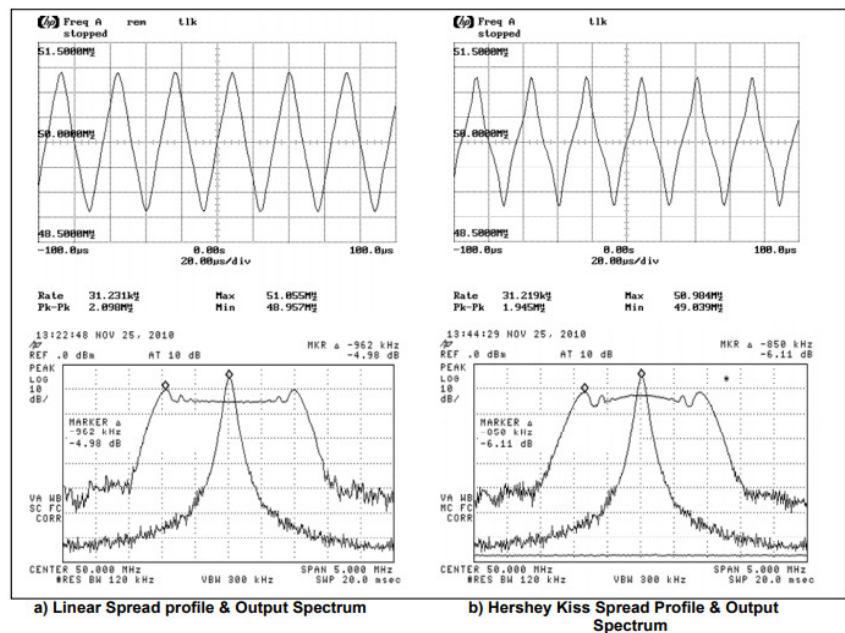 hp Freq A rem tlk
stopped
51.5000MHz
50.0000MHz
48.5000MHz
-100.0µs 0.00s 100.0µs
20.00µs/div
Rate 31.231kHz Max 51.055MHz
Pk-Pk 2.098MHz Min 48.957MHz
13:22:48 NOV 25, 2010
hp MKR Δ -962 kHz
REF .0 dBm AT 10 dB -4.98 dB
PEAK
LOG
10
dB/
MARKER Δ
-962 kHz
-4.98 dB
VA WB
SC FC
CORR
CENTER 50.000 MHz SPAN 5.000 MHz
#RES BW 120 kHz VBW 300 kHz SWP 20.0 msec
a) Linear Spread profile & Output Spectrum
hp Freq A tlk
stopped
51.5000MHz
50.0000MHz
48.5000MHz
-100.0µs 0.00s 100.0µs
20.00µs/div
Rate 31.219kHz Max 50.984MHz
Pk-Pk 1.945MHz Min 49.039MHz
13:44:29 NOV 25, 2010
hp MKR Δ -850 kHz
REF .0 dBm AT 10 dB -6.11 dB
PEAK
LOG
10
dB/
MARKER Δ
-850 kHz
-6.11 dB
VA WB
MC FC
CORR
CENTER 50.000 MHz SPAN 5.000 MHz
#RES BW 120 kHz VBW 300 kHz SWP 20.0 msec
b) Hershey Kiss Spread Profile & Output
Spectrum